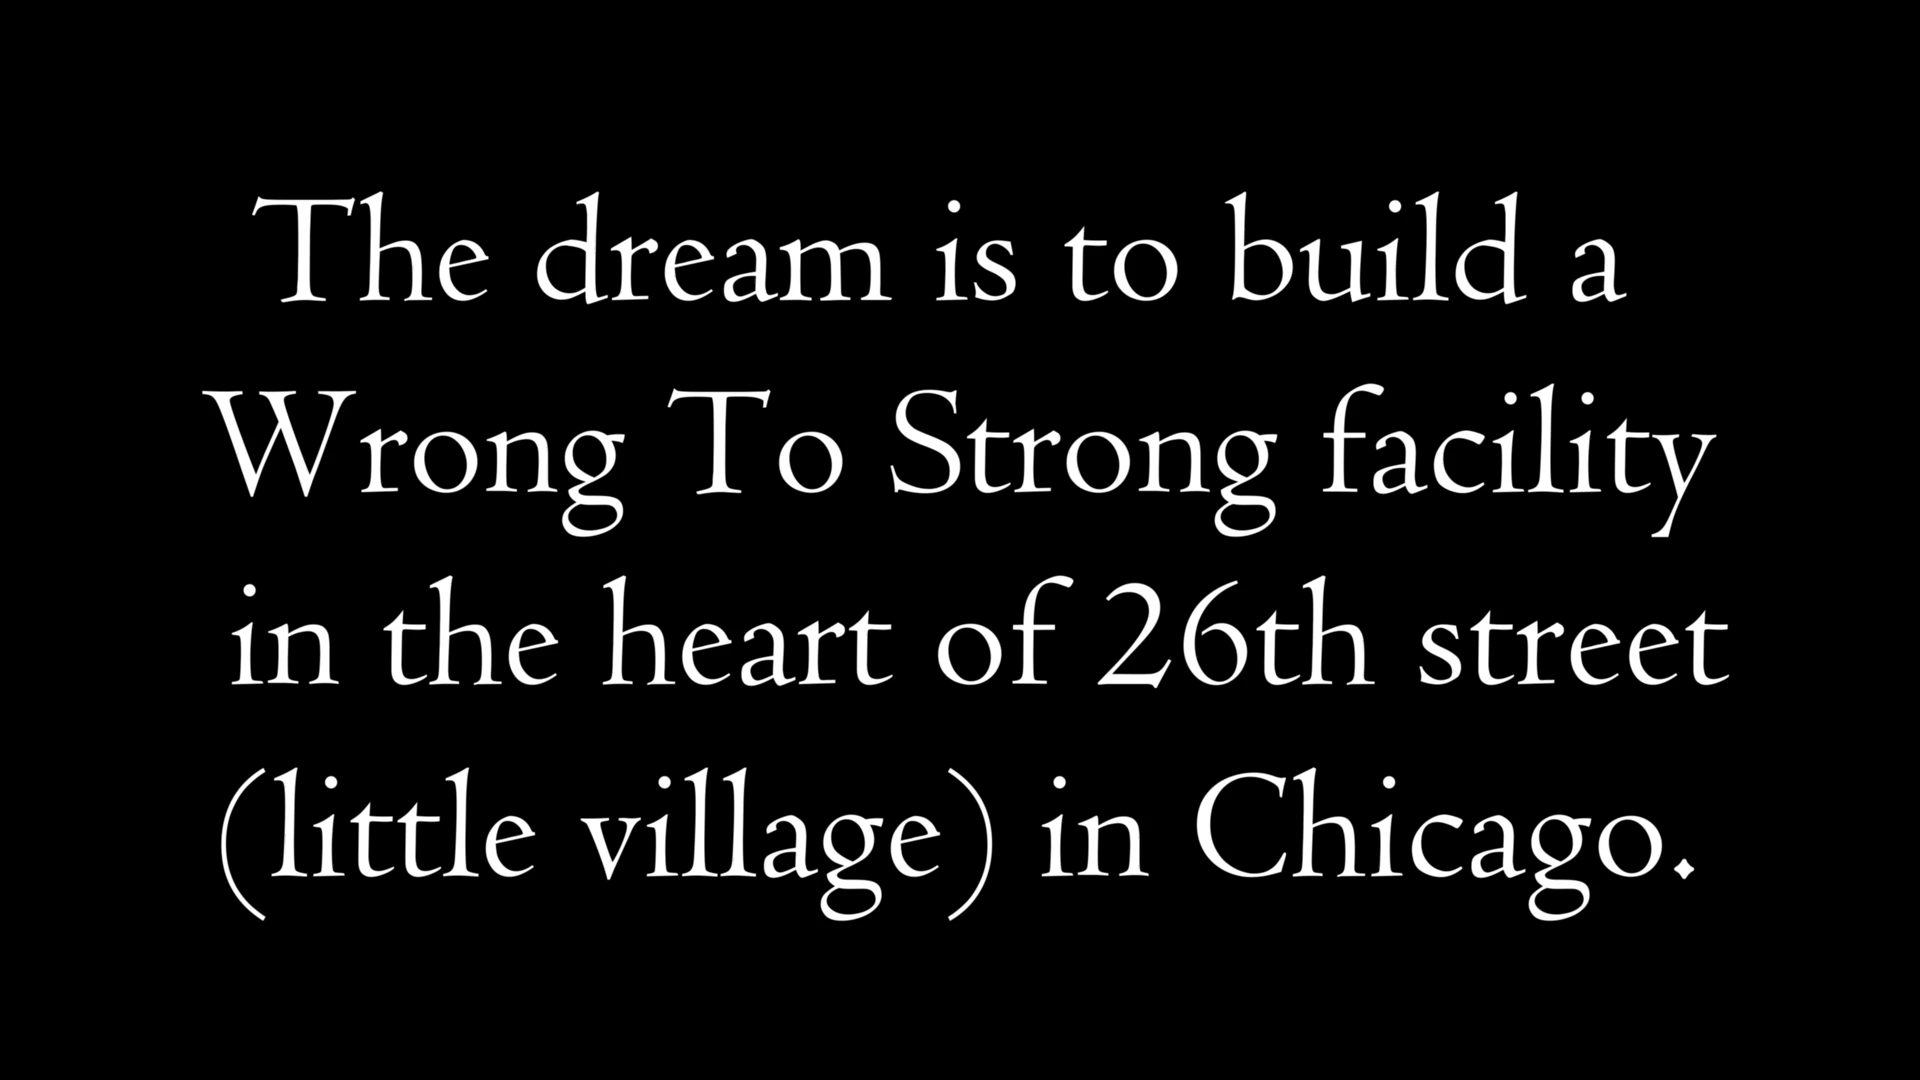 The dream is to build a
Wrong To Strong facility
in the heart of 26th street
(little village) in Chicago.